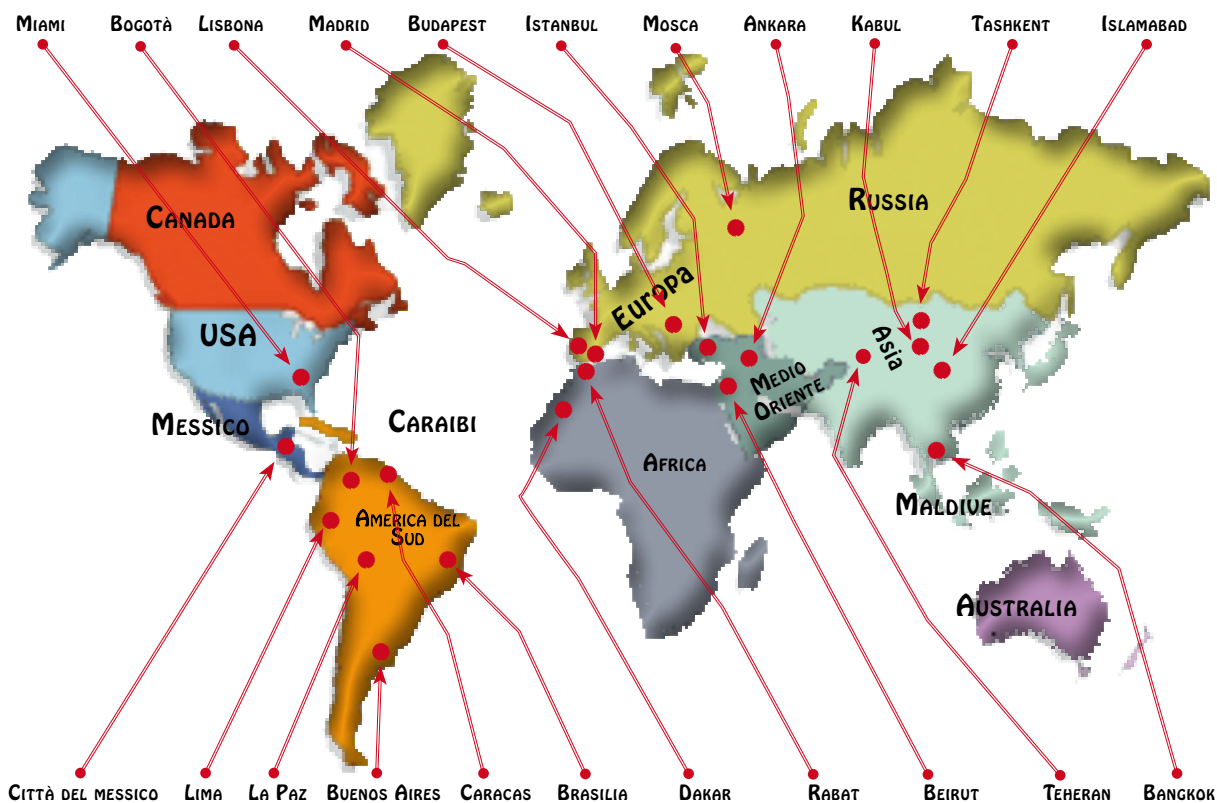 Miami Bogotà Lisbona Madrid Budapest Istanbul Mosca Ankara Kabul Tashkent Islamabad
Canada
Russia
Europa
USA
Asia
Medio
Oriente
Messico
Caraibi
Africa
Maldive
America del
Sud
Australia
Città del messico Lima La Paz Buenos Aires Caracas Brasilia Dakar Rabat Beirut Teheran Bangkok